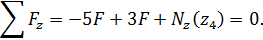 ∑ F_z = −5F + 3F + N_z(z_4) = 0.